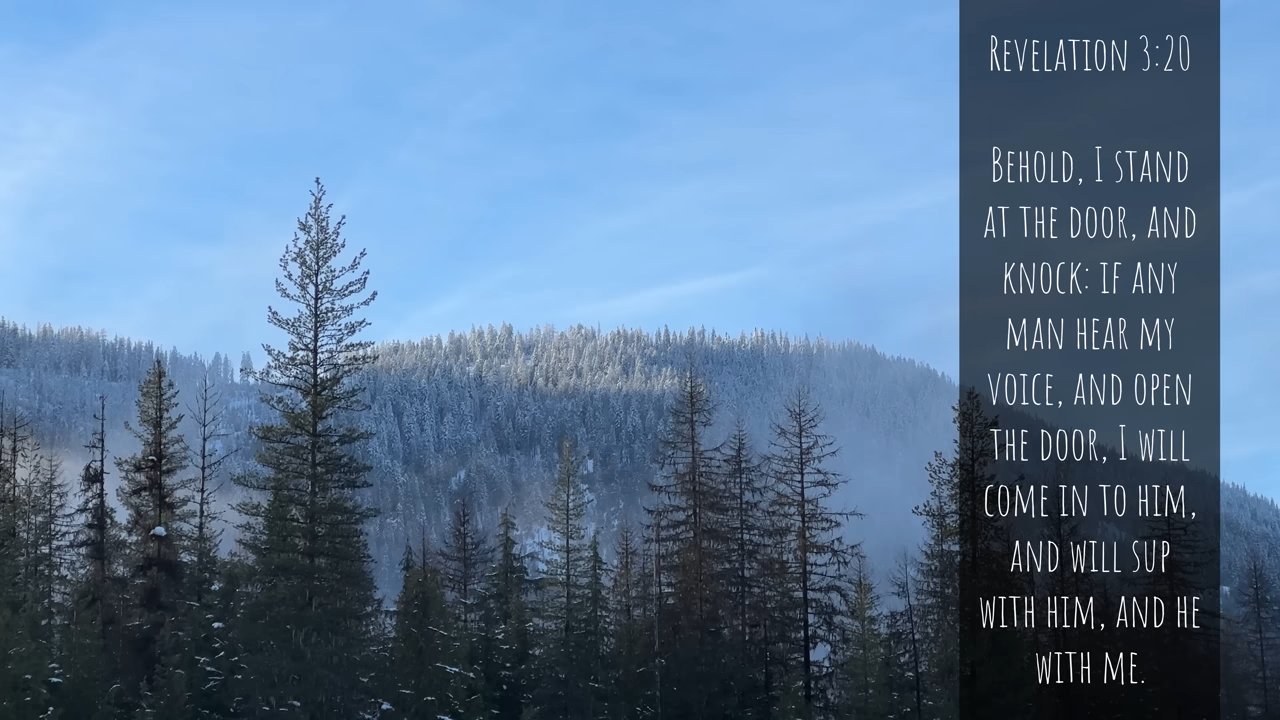 Revelation 3:20
Behold, I stand
at the door, and
knock: if any
man hear my
voice, and open
the door, I will
come in to him,
and will sup
with him, and he
with me.